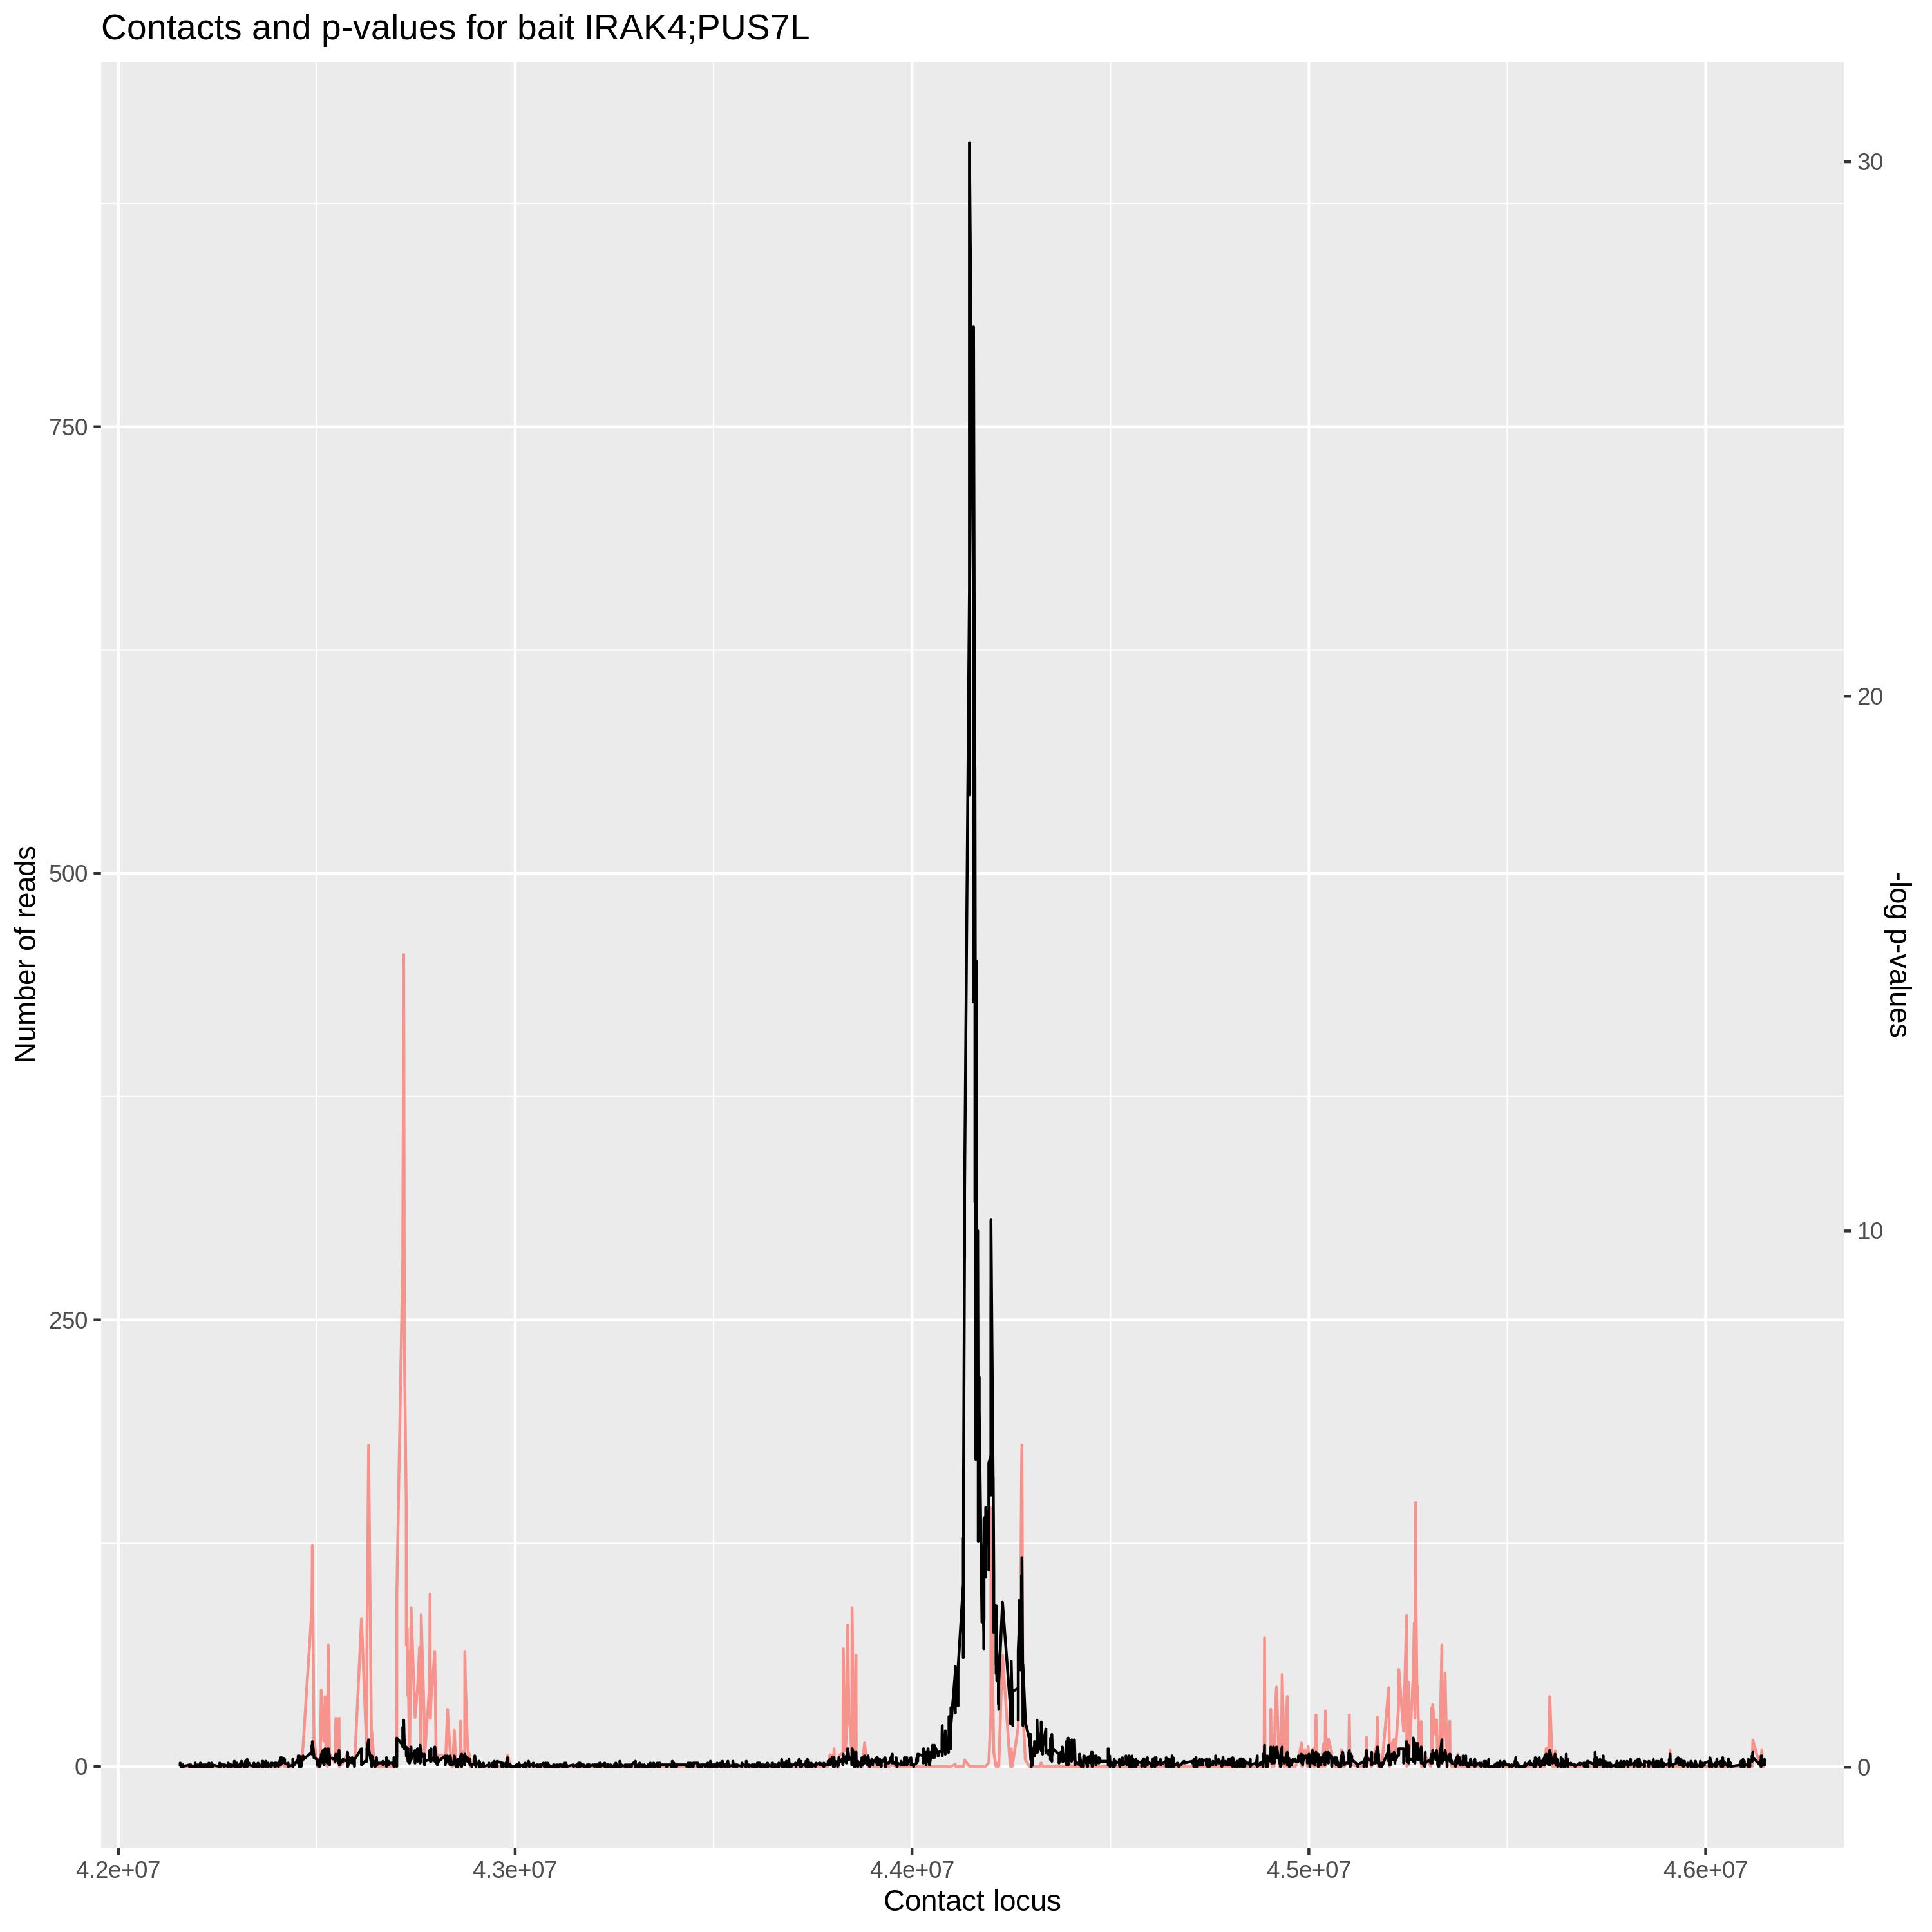 Contacts and p-values for bait IRAK4;PUS7L
30
750
20
500
Number of reads
-log p-values
10
250
0
0
4.2e+07
4.3e+07
4.4e+07
4.5e+07
4.6e+07
Contact locus